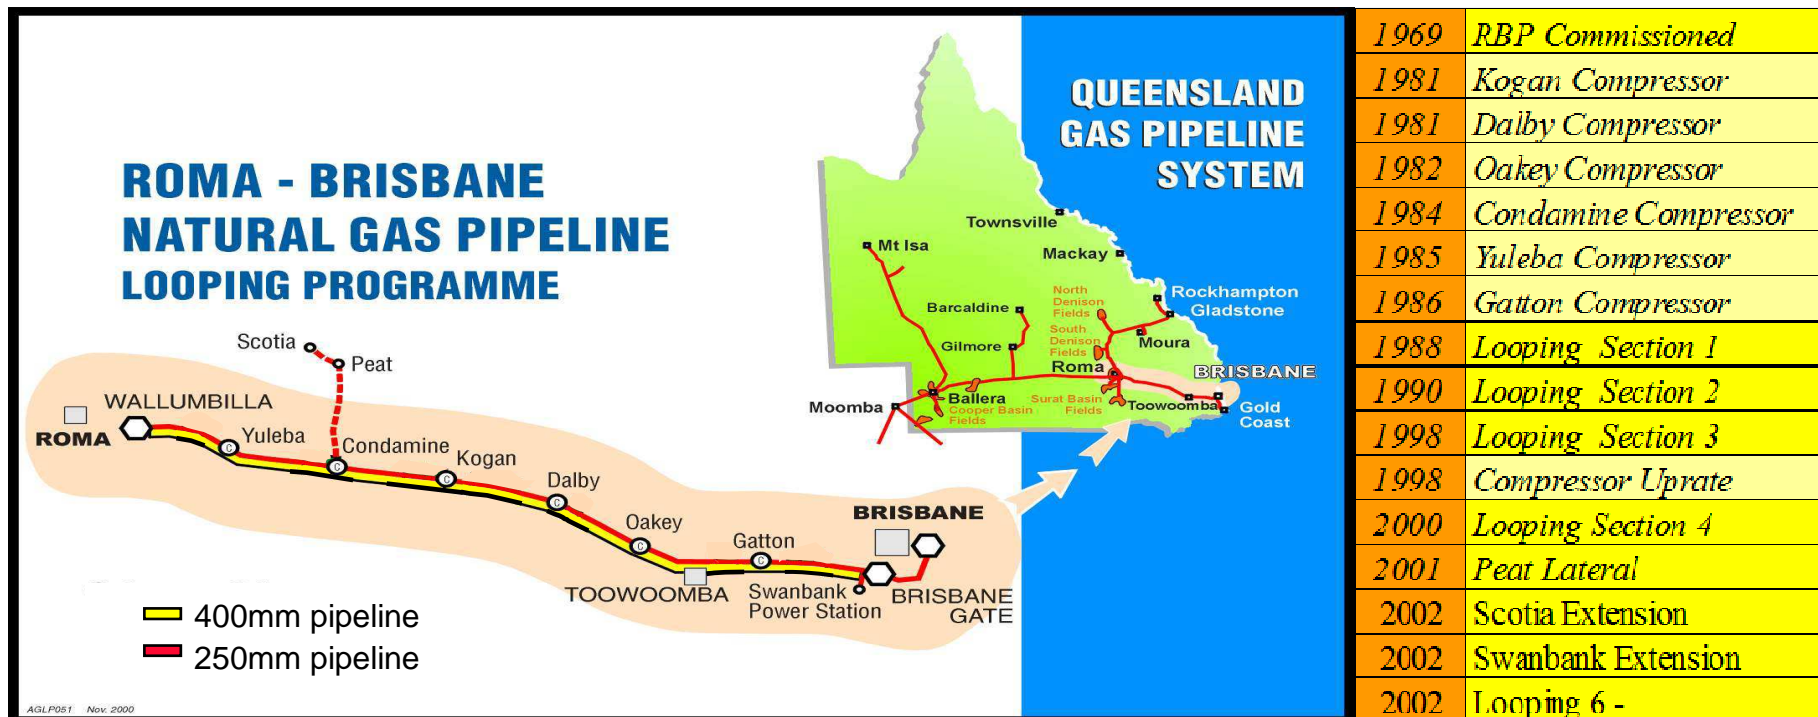 ROMA - BRISBANE
NATURAL GAS PIPELINE
LOOPING PROGRAMME
Scotia
Peat
WALLUMBILLA
ROMA
Yuleba
Condamine
Kogan
Dalby
Oakey
Gatton
BRISBANE
TOOWOOMBA
Swanbank
Power Station
BRISBANE
GATE
C
C
C
C
C
C
400mm pipeline
250mm pipeline
AGLP051 Nov. 2000
QUEENSLAND
GAS PIPELINE
SYSTEM
Townsville
Mt Isa
Mackay
North
Denison
Fields
Rockhampton
Gladstone
Barcaldine
South
Denison
Fields
Gilmore
Moura
Roma
BRISBANE
Moomba
Ballera
Cooper Basin
Fields
Surat Basin
Fields
Toowoomba
Gold
Coast
1969 RBP Commissioned
1981 Kogan Compressor
1981 Dalby Compressor
1982 Oakey Compressor
1984 Condamine Compressor
1985 Yuleba Compressor
1986 Gatton Compressor
1988 Looping Section 1
1990 Looping Section 2
1998 Looping Section 3
1998 Compressor Uprate
2000 Looping Section 4
2001 Peat Lateral
2002 Scotia Extension
2002 Swanbank Extension
2002 Looping 6 -